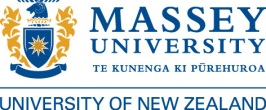 MASSEY
UNIVERSITY
TE KUNENGA KI PŪREHUROA
UNIVERSITY OF NEW ZEALAND